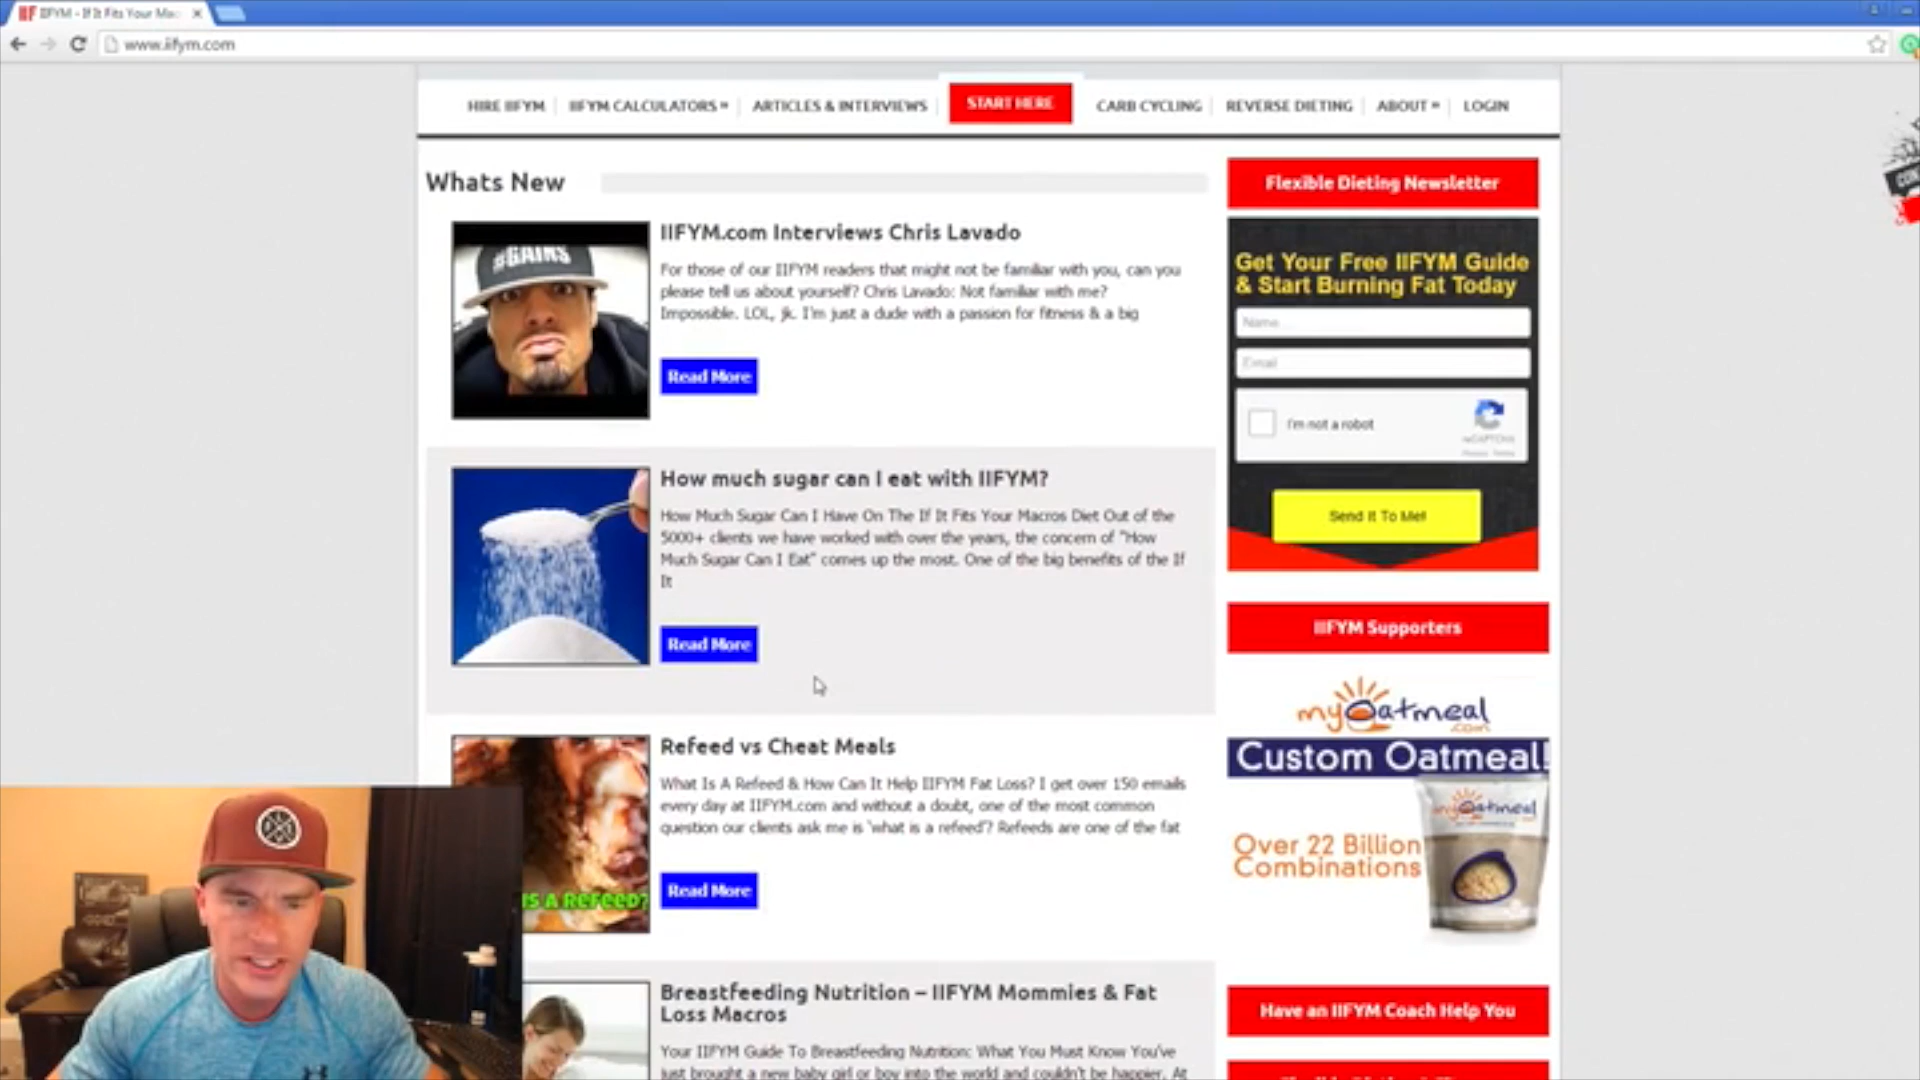 IIFYM - If It Fits Your Mac
www.iifym.com
HIRE IIFYM
IIFYM CALCULATORS »
ARTICLES & INTERVIEWS
START HERE
CARB CYCLING
REVERSE DIETING
ABOUT »
LOGIN
Whats New
#GAINS
IIFYM.com Interviews Chris Lavado
For those of our IIFYM readers that might not be familiar with you, can you
please tell us about yourself? Chris Lavado: Not familiar with me?
Impossible. LOL, jk. I'm just a dude with a passion for fitness & a big
Read More
How much sugar can I eat with IIFYM?
How Much Sugar Can I Have On The If It Fits Your Macros Diet Out of the
5000+ clients we have worked with over the years, the concern of "How
Much Sugar Can I Eat" comes up the most. One of the big benefits of the If
It
Read More
Refeed vs Cheat Meals
What Is A Refeed & How Can It Help IIFYM Fat Loss? I get over 150 emails
every day at IIFYM.com and without a doubt, one of the most common
question our clients ask me is 'what is a refeed'? Refeeds are one of the fat
IS A REFEED?
Read More
Breastfeeding Nutrition – IIFYM Mommies & Fat
Loss Macros
Your IIFYM Guide To Breastfeeding Nutrition: What You Must Know You've
just brought a new baby girl or boy into the world and couldn't be happier. At
Flexible Dieting Newsletter
Get Your Free IIFYM Guide
& Start Burning Fat Today
Name...
Email
I'm not a robot
reCAPTCHA
Privacy - Terms
Send It To Me!
IIFYM Supporters
myOatmeal
.com
Custom Oatmeal!
myOatmeal
Over 22 Billion
Combinations
Have an IIFYM Coach Help You